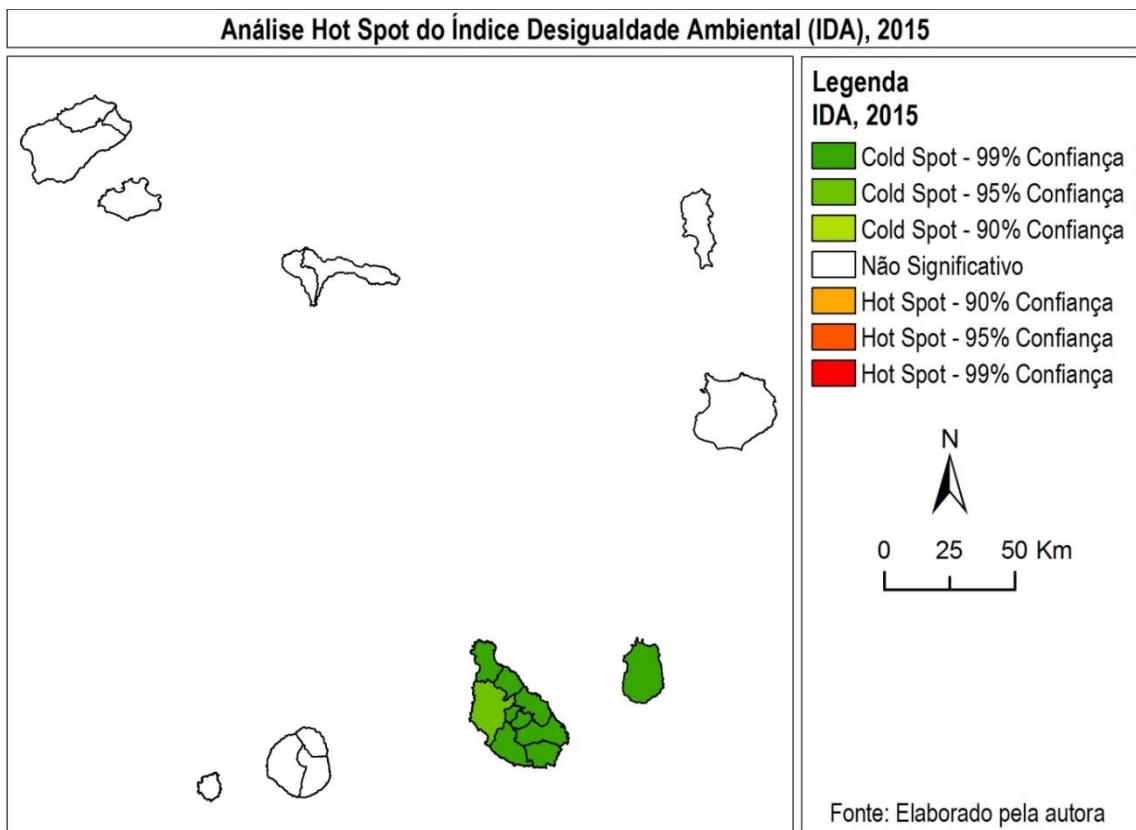 Análise Hot Spot do Índice Desigualdade Ambiental (IDA), 2015
Legenda
IDA, 2015
Cold Spot - 99% Confiança
Cold Spot - 95% Confiança
Cold Spot - 90% Confiança
Não Significativo
Hot Spot - 90% Confiança
Hot Spot - 95% Confiança
Hot Spot - 99% Confiança
N
0 25 50 Km
Fonte: Elaborado pela autora